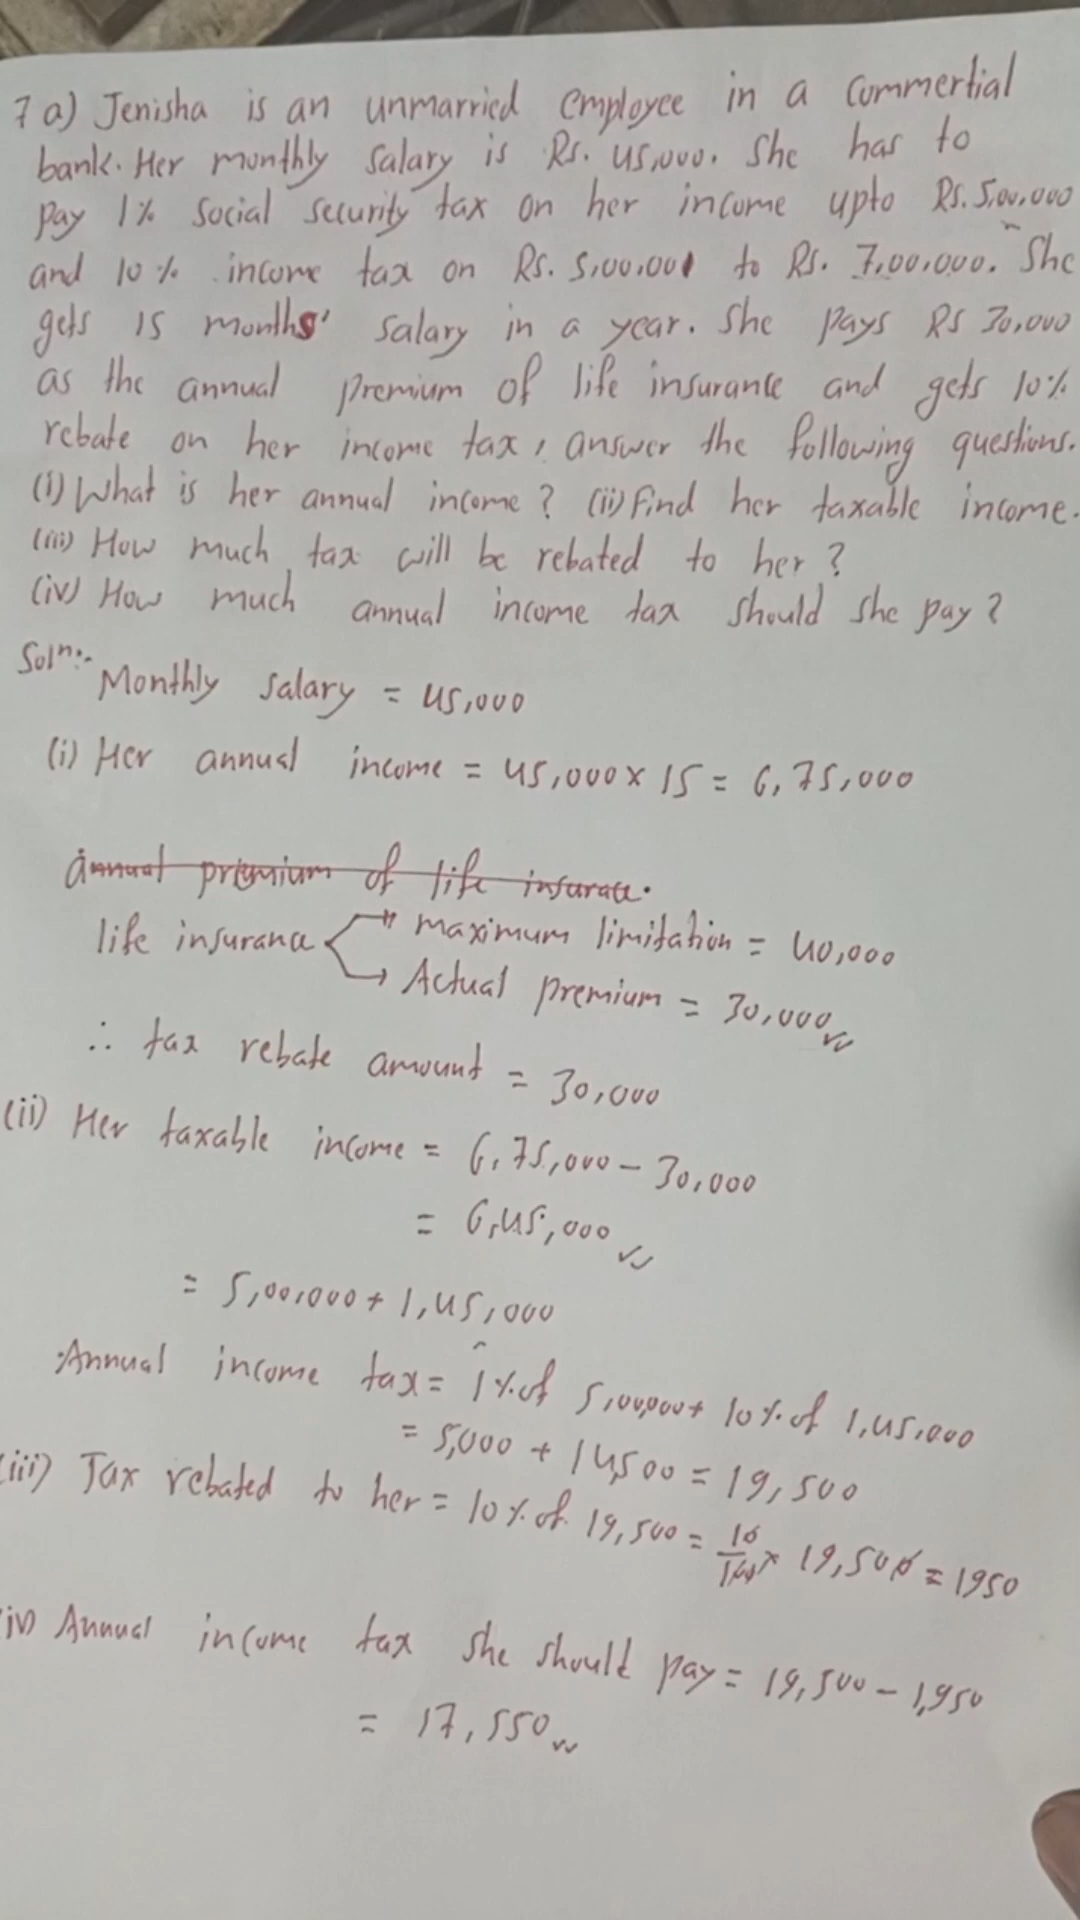 7 a) Jenisha is an unmarried employee in a commertial
bank. Her monthly salary is Rs. 45,000. She has to
pay 1% social security tax on her income upto Rs. 5,00,000
and 10% income tax on Rs. 5,00,001 to Rs. 7,00,000. She
gets 15 months' salary in a year. She pays RS 30,000
as the annual premium of life insurance and gets 10%
rebate on her income tax, answer the following questions.
(i) What is her annual income? (ii) Find her taxable income.
(iii) How much tax will be rebated to her?
(iv) How much annual income tax should she pay?
Solⁿ:-
Monthly salary = 45,000
(i) Her annual income = 45,000 × 15 = 6,75,000
annual premium of life insurace.
life insurance → maximum limitation = 40,000
→ Actual premium = 30,000
∴ tax rebate amount = 30,000
(ii) Her taxable income = 6,75,000 - 30,000
= 6,45,000
= 5,00,000 + 1,45,000
Annual income tax = 1% of 5,00,000 + 10% of 1,45,000
= 5,000 + 14,500 = 19,500
(iii) Tax rebated to her = 10% of 19,500 = 10/100 × 19,500 = 1950
(iv) Annual income tax she should pay = 19,500 - 1,950
= 17,550